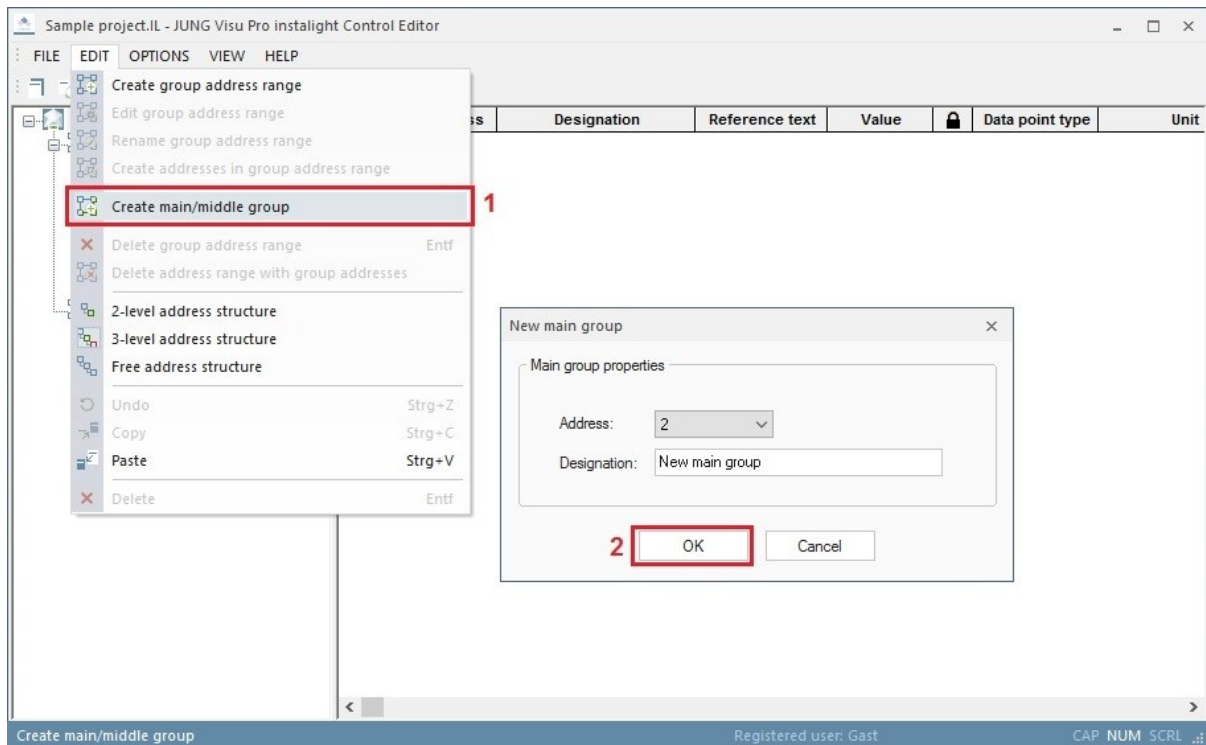 Sample project.IL - JUNG Visu Pro instalight Control Editor
FILE EDIT OPTIONS VIEW HELP
Create group address range
Edit group address range
Rename group address range
Create addresses in group address range
Create main/middle group 1
Delete group address range Entf
Delete address range with group addresses
2-level address structure
3-level address structure
Free address structure
Undo Strg+Z
Copy Strg+C
Paste Strg+V
Delete Entf
ss Designation Reference text Value Data point type Unit
New main group
Main group properties
Address: 2
Designation: New main group
2 OK Cancel
Create main/middle group Registered user: Gast CAP NUM SCRL